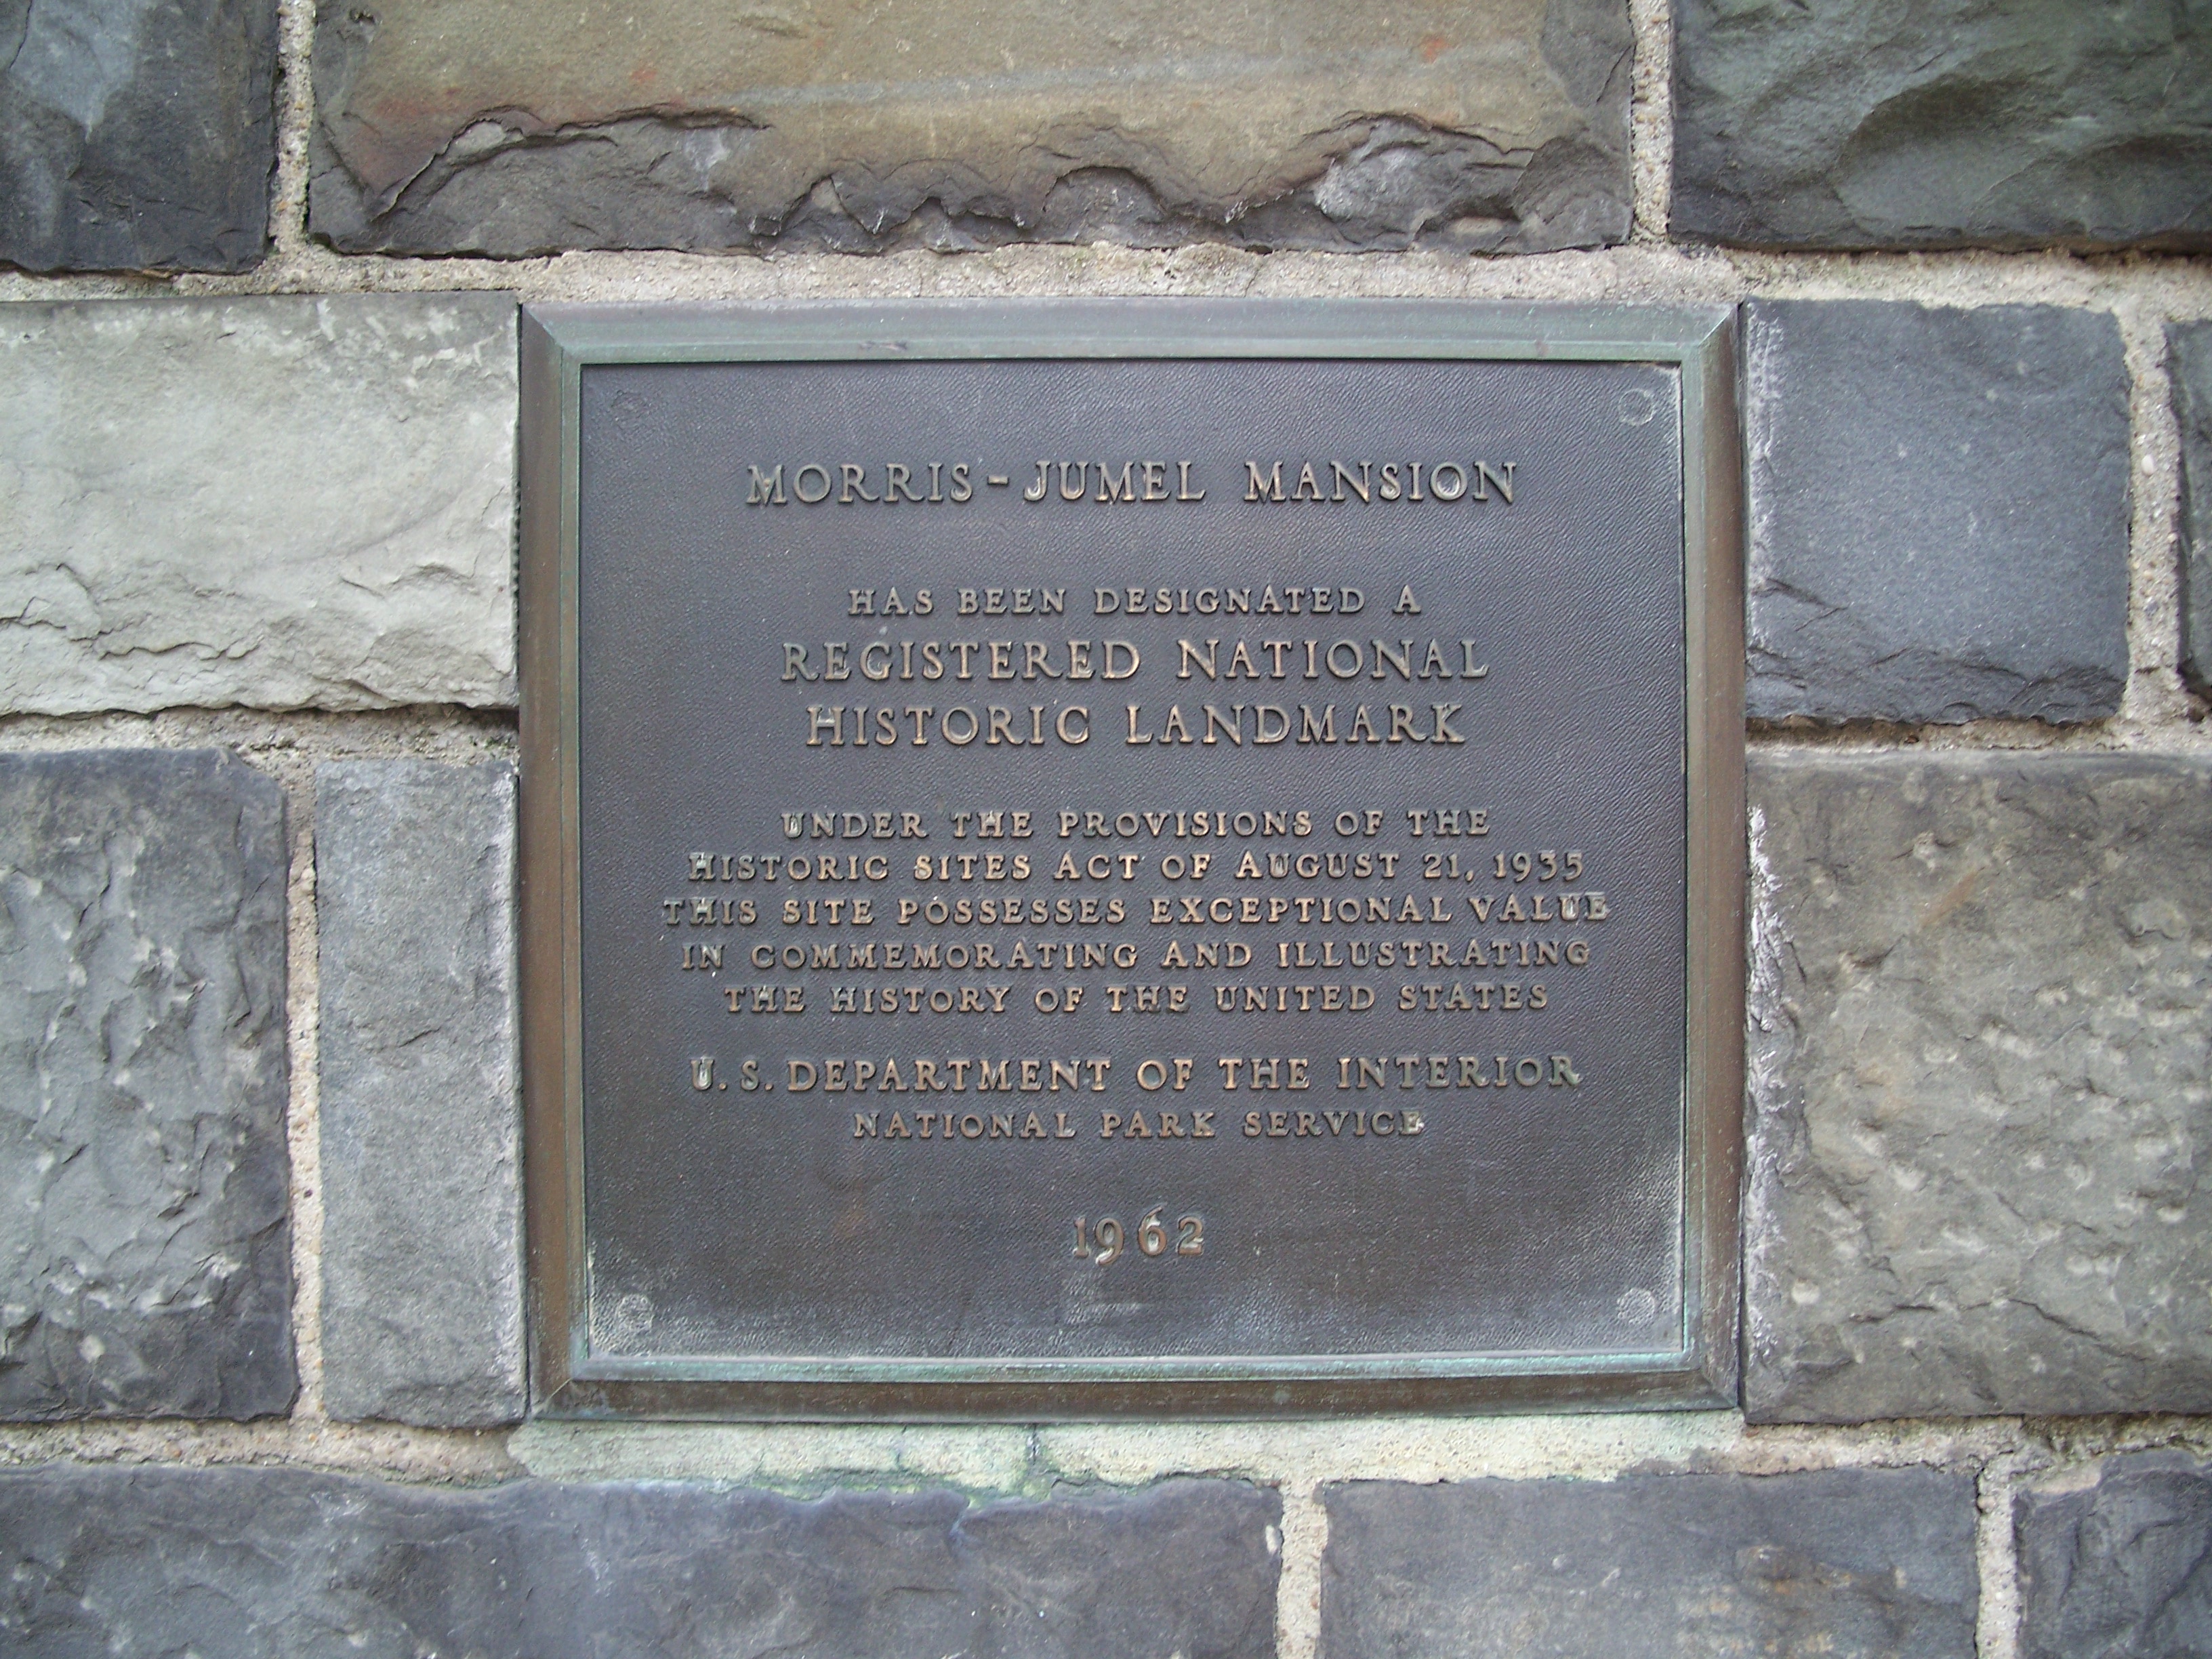 MORRIS-JUMEL MANSION
HAS BEEN DESIGNATED A
REGISTERED NATIONAL
HISTORIC LANDMARK
UNDER THE PROVISIONS OF THE
HISTORIC SITES ACT OF AUGUST 21, 1935
THIS SITE POSSESSES EXCEPTIONAL VALUE
IN COMMEMORATING AND ILLUSTRATING
THE HISTORY OF THE UNITED STATES
U.S. DEPARTMENT OF THE INTERIOR
NATIONAL PARK SERVICE
1962